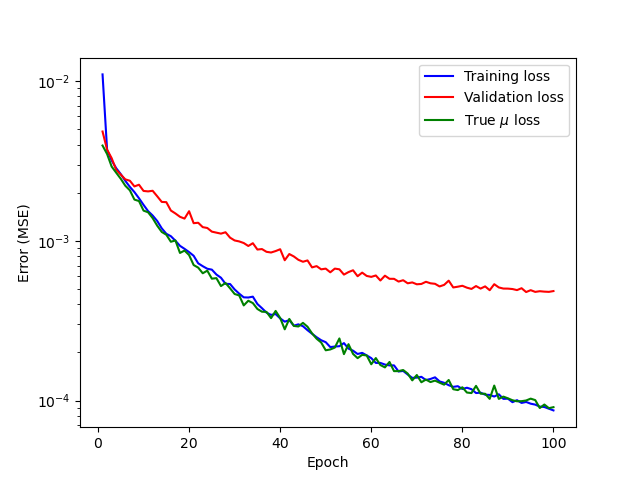 Training loss
Validation loss
True μ loss
10⁻²
10⁻³
10⁻⁴
Error (MSE)
0 20 40 60 80 100
Epoch